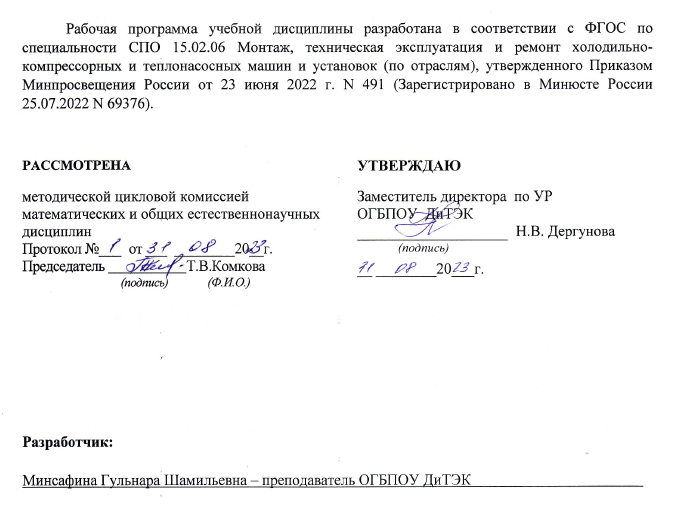 Рабочая программа учебной дисциплины разработана в соответствии с ФГОС по
специальности СПО 15.02.06 Монтаж, техническая эксплуатация и ремонт холодильно-
компрессорных и теплонасосных машин и установок (по отраслям), утвержденного Приказом
Минпросвещения России от 23 июня 2022 г. N 491 (Зарегистрировано в Минюсте России
25.07.2022 N 69376).
РАССМОТРЕНА
методической цикловой комиссией
математических и общих естественнонаучных
дисциплин
Протокол № 1 от 31 08 2023 г.
Председатель Т.В.Комкова
(подпись) (Ф.И.О.)
УТВЕРЖДАЮ
Заместитель директора по УР
ОГБПОУ ДиТЭК
Н.В. Дергунова
(подпись)
31 08 2023 г.
Разработчик:
Минсафина Гульнара Шамильевна – преподаватель ОГБПОУ ДиТЭК